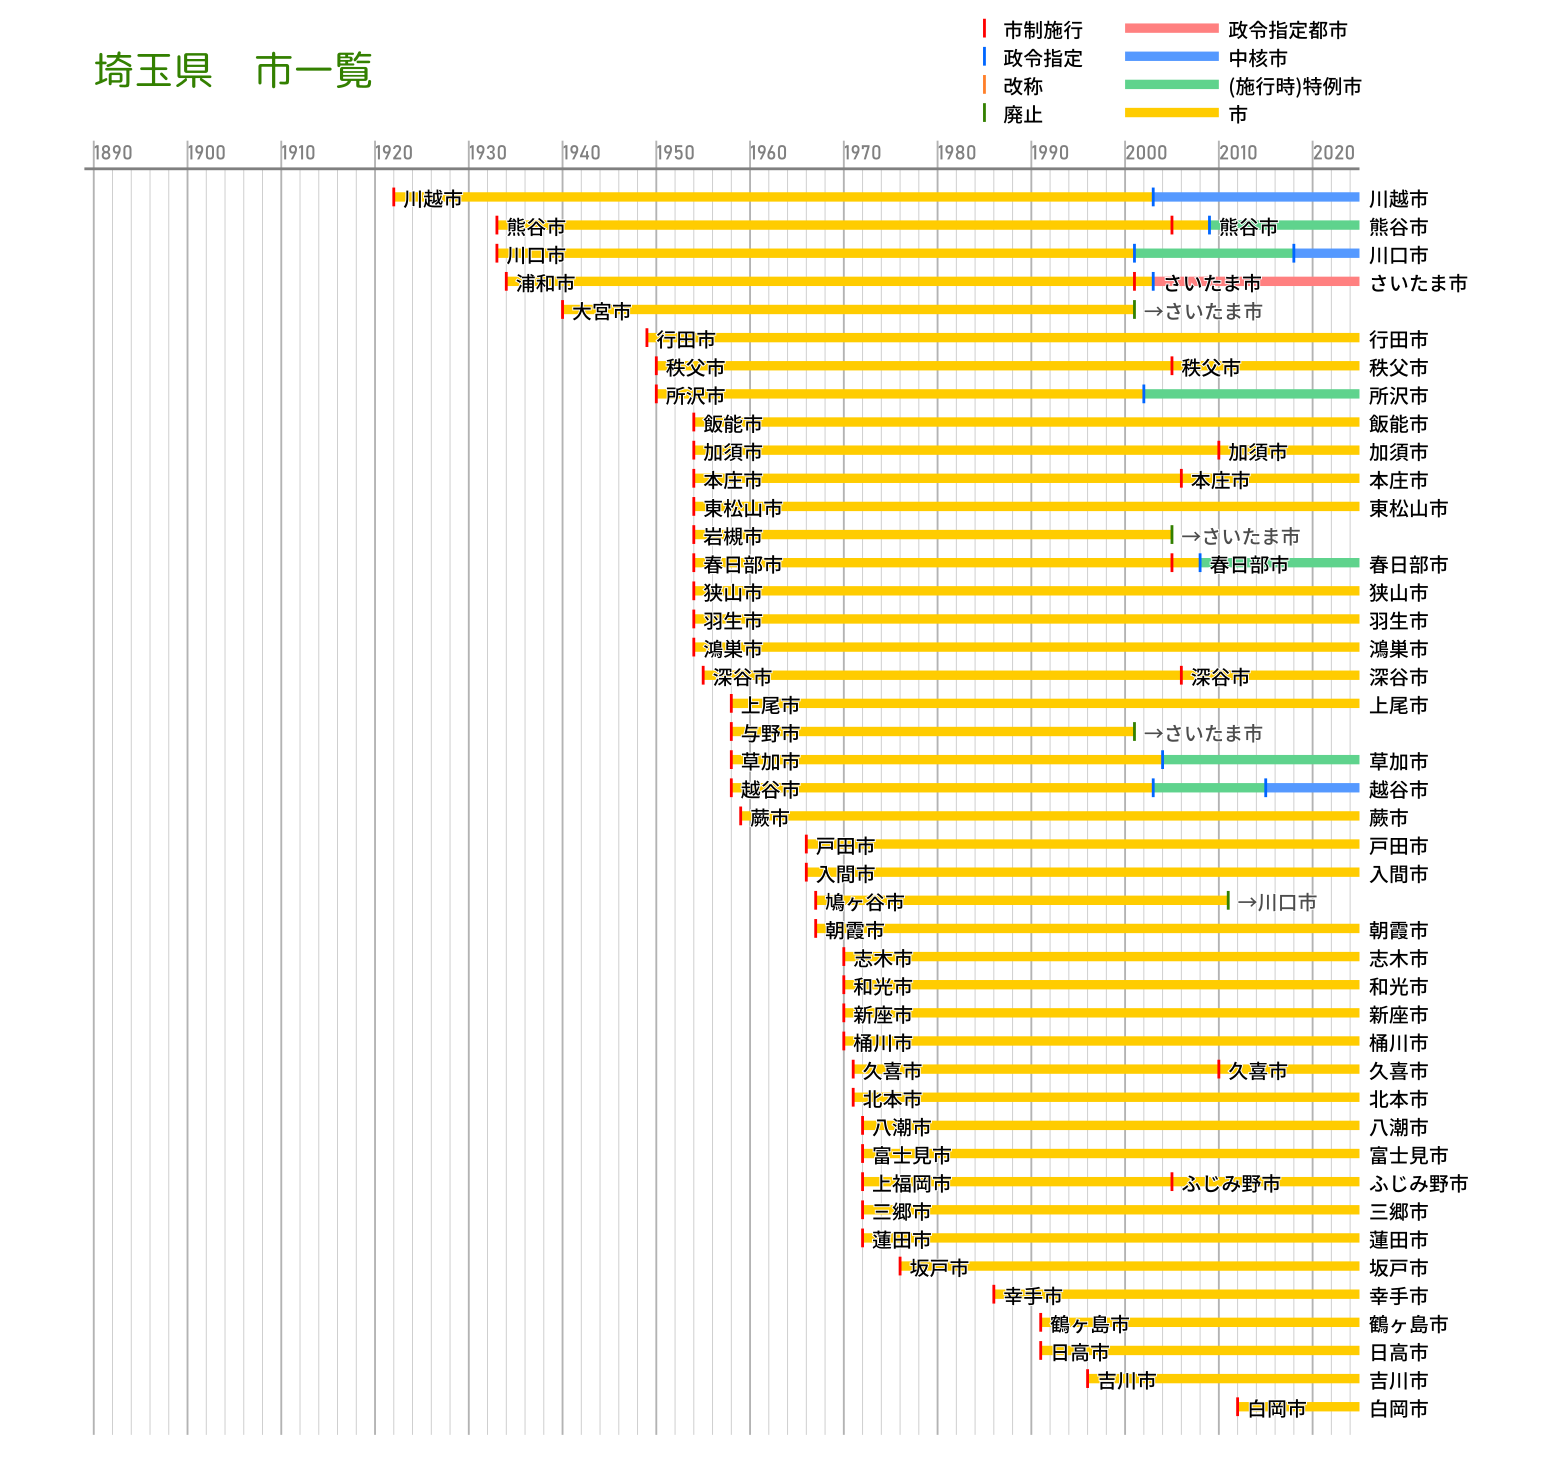 埼玉県　市一覧
市制施行 政令指定都市
政令指定 中核市
改称 (施行時)特例市
廃止 市
1890 1900 1910 1920 1930 1940 1950 1960 1970 1980 1990 2000 2010 2020
川越市 川越市
熊谷市 熊谷市 熊谷市
川口市 川口市
浦和市 さいたま市 さいたま市
大宮市 →さいたま市
行田市 行田市
秩父市 秩父市 秩父市
所沢市 所沢市
飯能市 飯能市
加須市 加須市 加須市
本庄市 本庄市 本庄市
東松山市 東松山市
岩槻市 →さいたま市
春日部市 春日部市 春日部市
狭山市 狭山市
羽生市 羽生市
鴻巣市 鴻巣市
深谷市 深谷市 深谷市
上尾市 上尾市
与野市 →さいたま市
草加市 草加市
越谷市 越谷市
蕨市 蕨市
戸田市 戸田市
入間市 入間市
鳩ヶ谷市 →川口市
朝霞市 朝霞市
志木市 志木市
和光市 和光市
新座市 新座市
桶川市 桶川市
久喜市 久喜市 久喜市
北本市 北本市
八潮市 八潮市
富士見市 富士見市
上福岡市 ふじみ野市 ふじみ野市
三郷市 三郷市
蓮田市 蓮田市
坂戸市 坂戸市
幸手市 幸手市
鶴ヶ島市 鶴ヶ島市
日高市 日高市
吉川市 吉川市
白岡市 白岡市